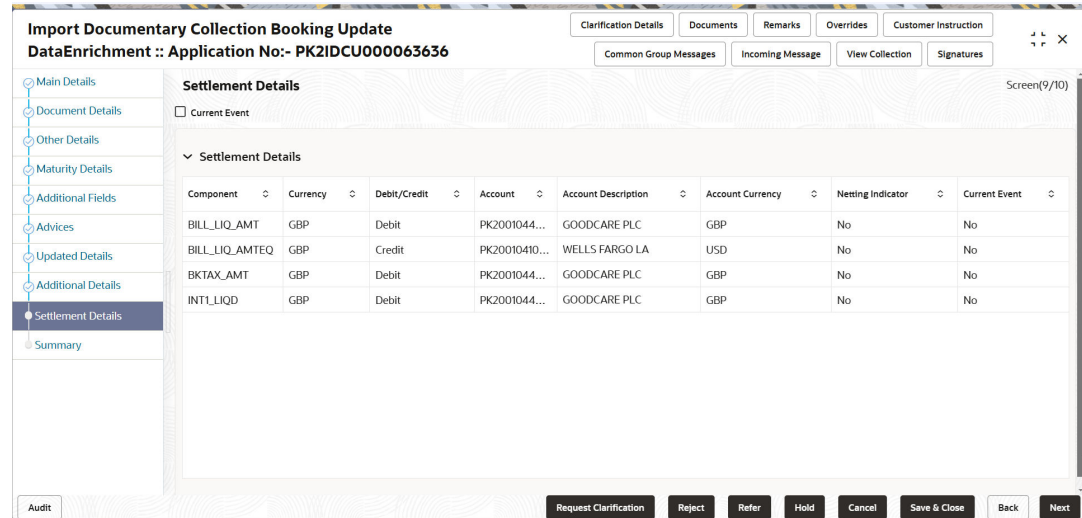 Import Documentary Collection Booking Update
DataEnrichment :: Application No:- PK2IDCU000063636
Clarification Details Documents Remarks Overrides Customer Instruction
Common Group Messages Incoming Message View Collection Signatures
Main Details
Document Details
Other Details
Maturity Details
Additional Fields
Advices
Updated Details
Additional Details
Settlement Details
Summary
Settlement Details Screen(9/10)
Current Event
Settlement Details
Component Currency Debit/Credit Account Account Description Account Currency Netting Indicator Current Event
BILL_LIQ_AMT GBP Debit PK2001044... GOODCARE PLC GBP No No
BILL_LIQ_AMTEQ GBP Credit PK20010410... WELLS FARGO LA USD No No
BKTAX_AMT GBP Debit PK2001044... GOODCARE PLC GBP No No
INT1_LIQD GBP Debit PK2001044... GOODCARE PLC GBP No No
Audit Request Clarification Reject Refer Hold Cancel Save & Close Back Next